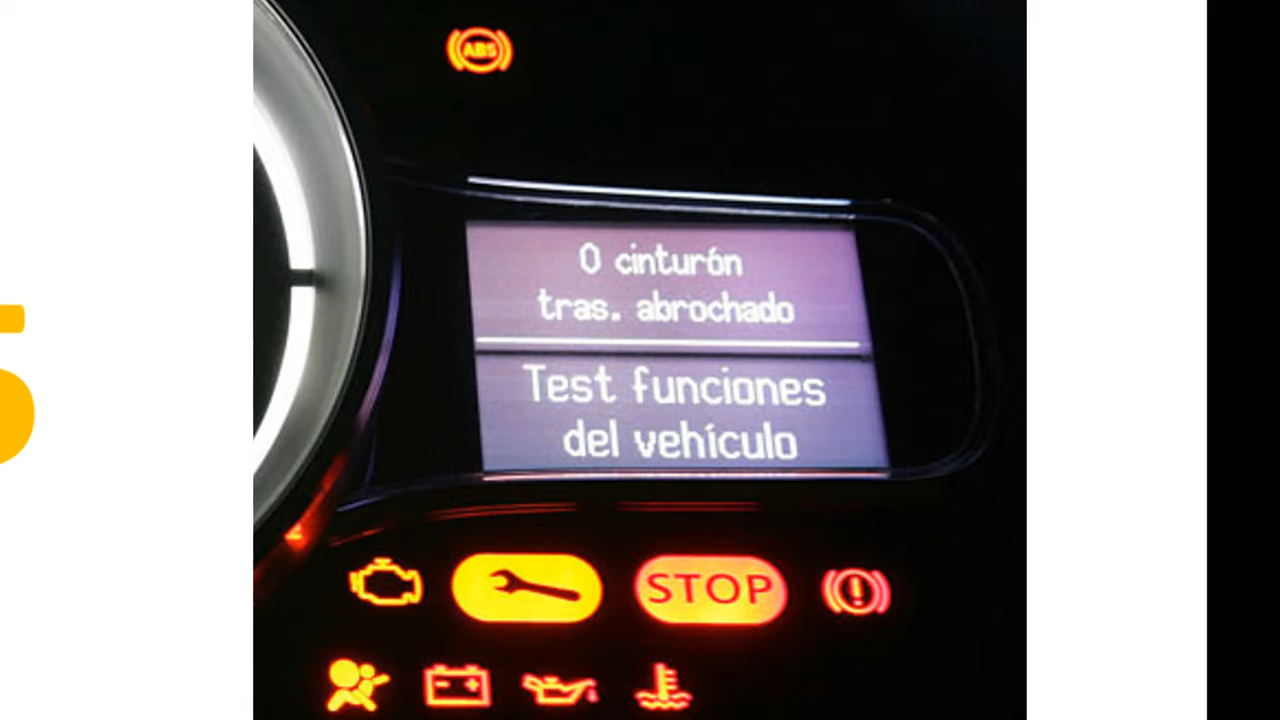 ABS
0 cinturón
tras. abrochado
Test funciones
del vehículo
STOP